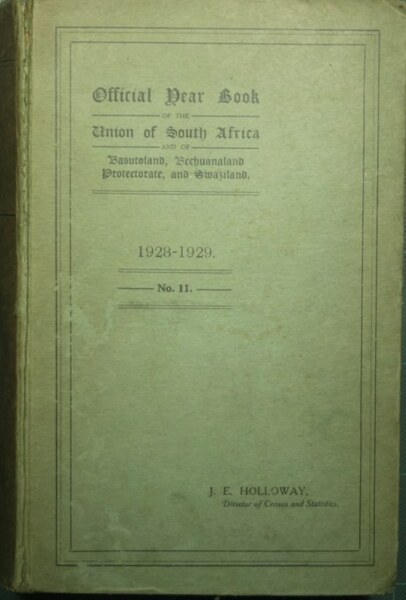 Official Year Book
OF THE
Union of South Africa
AND OF
Basutoland, Bechuanaland
Protectorate, and Swaziland.
1928-1929.
No. 11.
J. E. HOLLOWAY,
Director of Census and Statistics.